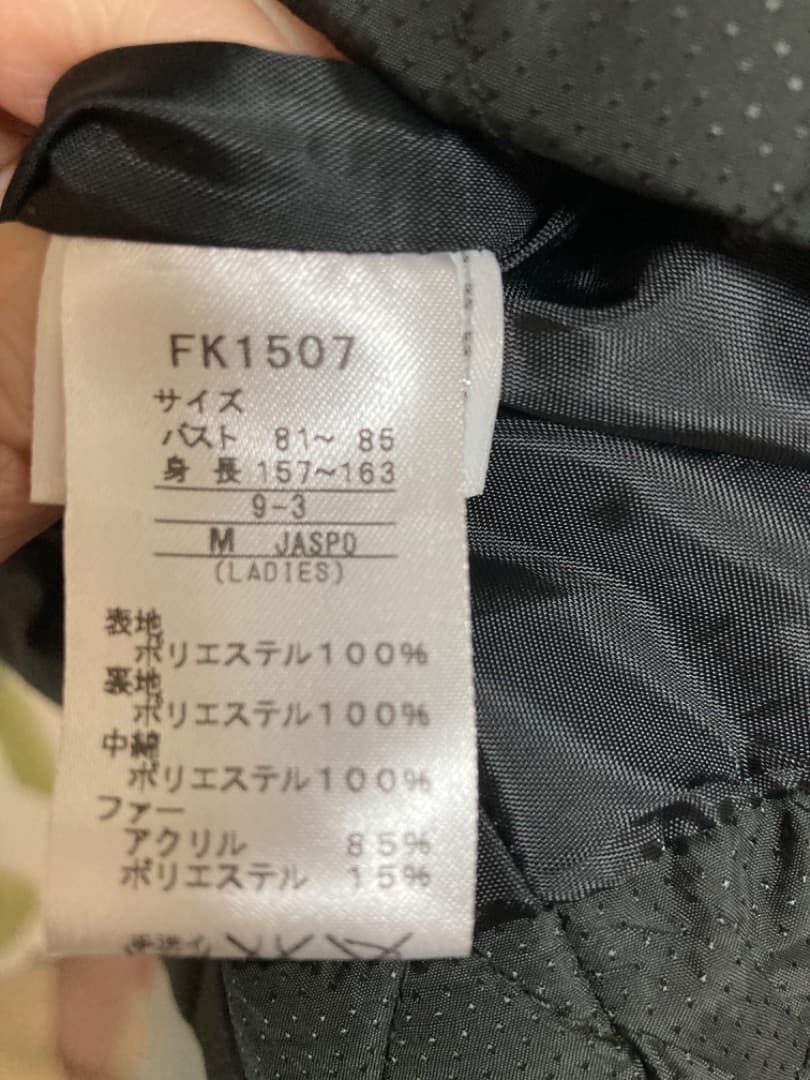 FK1507
サイズ
バスト 81〜 85
身 長 157〜163
9-3
M JASPO
(LADIES)
表地
ポリエステル100%
裏地
ポリエステル100%
中綿
ポリエステル100%
ファー
アクリル 85%
ポリエステル 15%
手洗イ